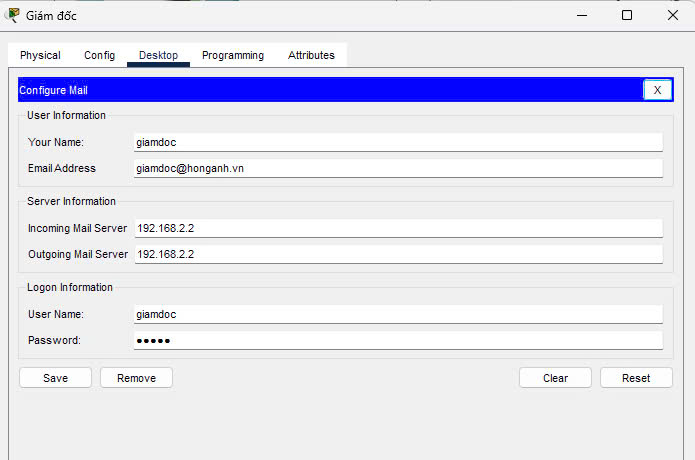 Giám đốc
Physical Config Desktop Programming Attributes
Configure Mail X
User Information
Your Name: giamdoc
Email Address giamdoc@honganh.vn
Server Information
Incoming Mail Server 192.168.2.2
Outgoing Mail Server 192.168.2.2
Logon Information
User Name: giamdoc
Password: ●●●●●
Save Remove Clear Reset